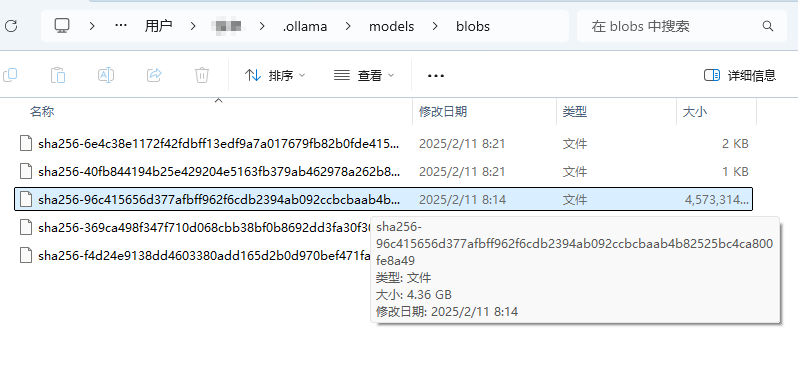 … 用户 .ollama models blobs 在 blobs 中搜索
排序 查看 ••• 详细信息
名称 修改日期 类型 大小
sha256-6e4c38e1172f42fdbff13edf9a7a017679fb82b0fde415... 2025/2/11 8:21 文件 2 KB
sha256-40fb844194b25e429204e5163fb379ab462978a262b8... 2025/2/11 8:21 文件 1 KB
sha256-96c415656d377afbff962f6cdb2394ab092ccbcbaab4b... 2025/2/11 8:14 文件 4,573,314...
sha256-369ca498f347f710d068cbb38bf0b8692dd3fa30f30
sha256-
96c415656d377afbff962f6cdb2394ab092ccbcbaab4b82525bc4ca800
sha256-f4d24e9138dd4603380add165d2b0d970bef471fa
fe8a49
类型: 文件
大小: 4.36 GB
修改日期: 2025/2/11 8:14